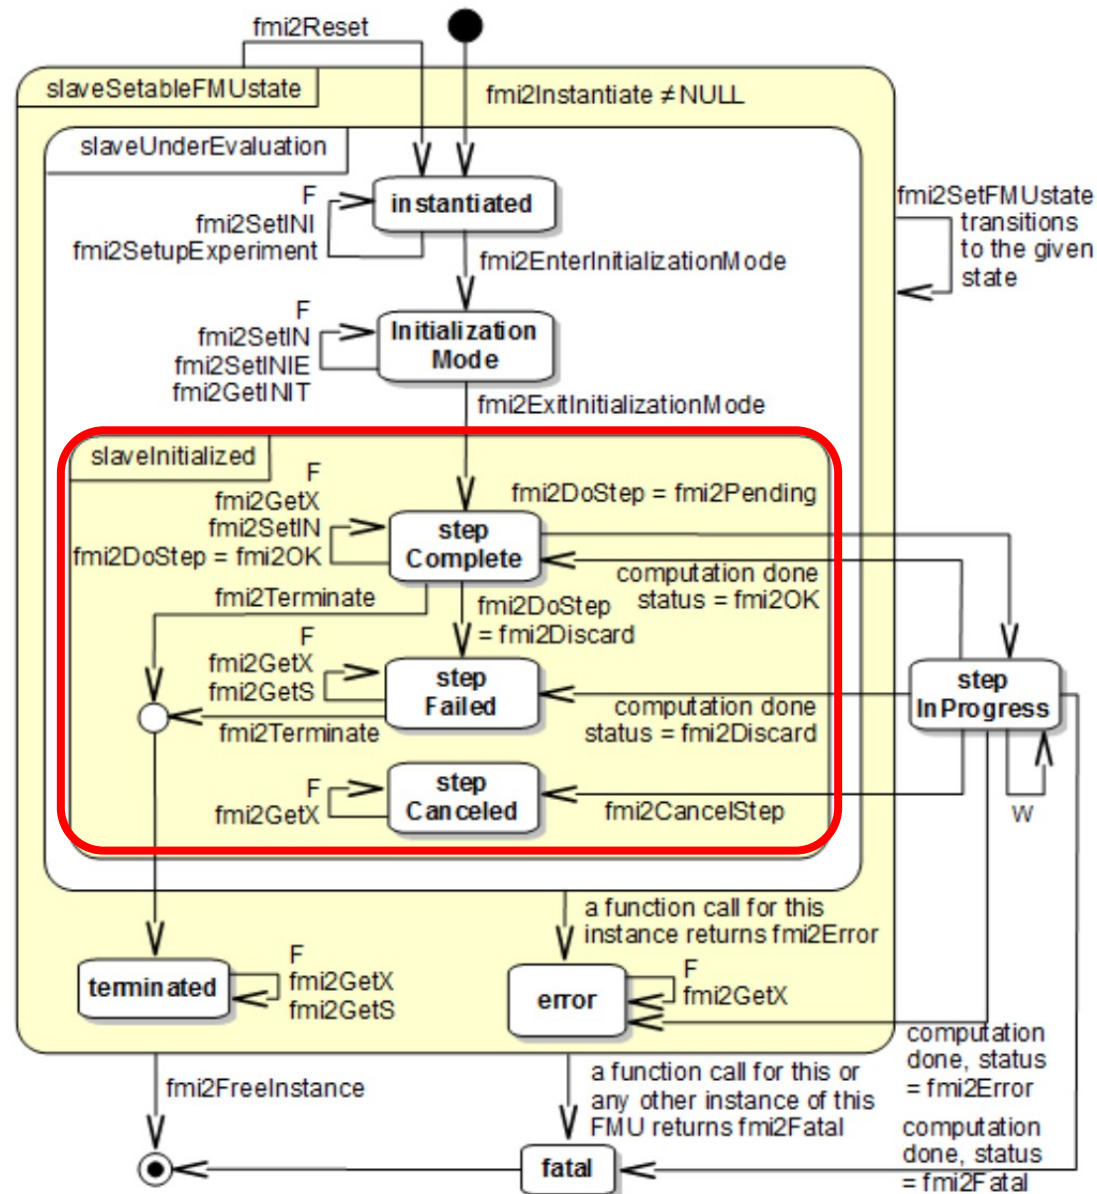 fmi2Reset
slaveSetableFMUstate
fmi2Instantiate ≠ NULL
slaveUnderEvaluation
instantiated
F
fmi2SetINI
fmi2SetupExperiment
fmi2SetFMUstate
transitions
to the given
state
fmi2EnterInitializationMode
Initialization
Mode
F
fmi2SetIN
fmi2SetINIE
fmi2GetINIT
fmi2ExitInitializationMode
slaveInitialized
F
fmi2GetX
fmi2SetIN
fmi2DoStep = fmi2OK
step
Complete
fmi2DoStep = fmi2Pending
computation done
status = fmi2OK
fmi2Terminate
fmi2DoStep
= fmi2Discard
F
fmi2GetX
fmi2GetS
step
Failed
step
InProgress
fmi2Terminate
computation done
status = fmi2Discard
F
fmi2GetX
step
Canceled
fmi2CancelStep
W
a function call for this
instance returns fmi2Error
terminated
F
fmi2GetX
fmi2GetS
error
F
fmi2GetX
computation
done, status
= fmi2Error
fmi2FreeInstance
a function call for this or
any other instance of this
FMU returns fmi2Fatal
computation
done, status
= fmi2Fatal
fatal